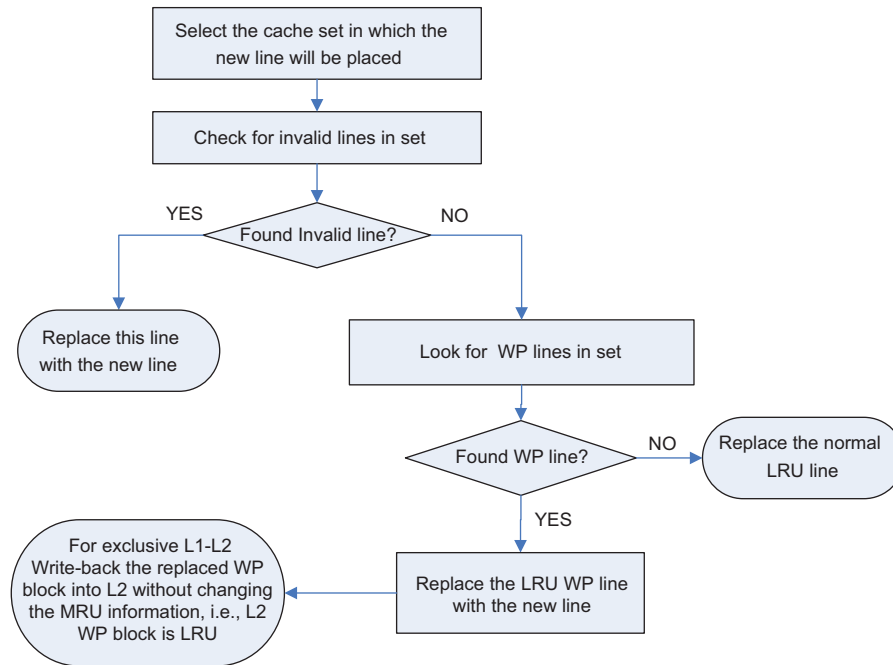 Select the cache set in which the
new line will be placed
Check for invalid lines in set
YES
NO
Found Invalid line?
Replace this line
with the new line
Look for WP lines in set
Found WP line?
NO
Replace the normal
LRU line
YES
For exclusive L1-L2
Write-back the replaced WP
block into L2 without changing
the MRU information, i.e., L2
WP block is LRU
Replace the LRU WP line
with the new line